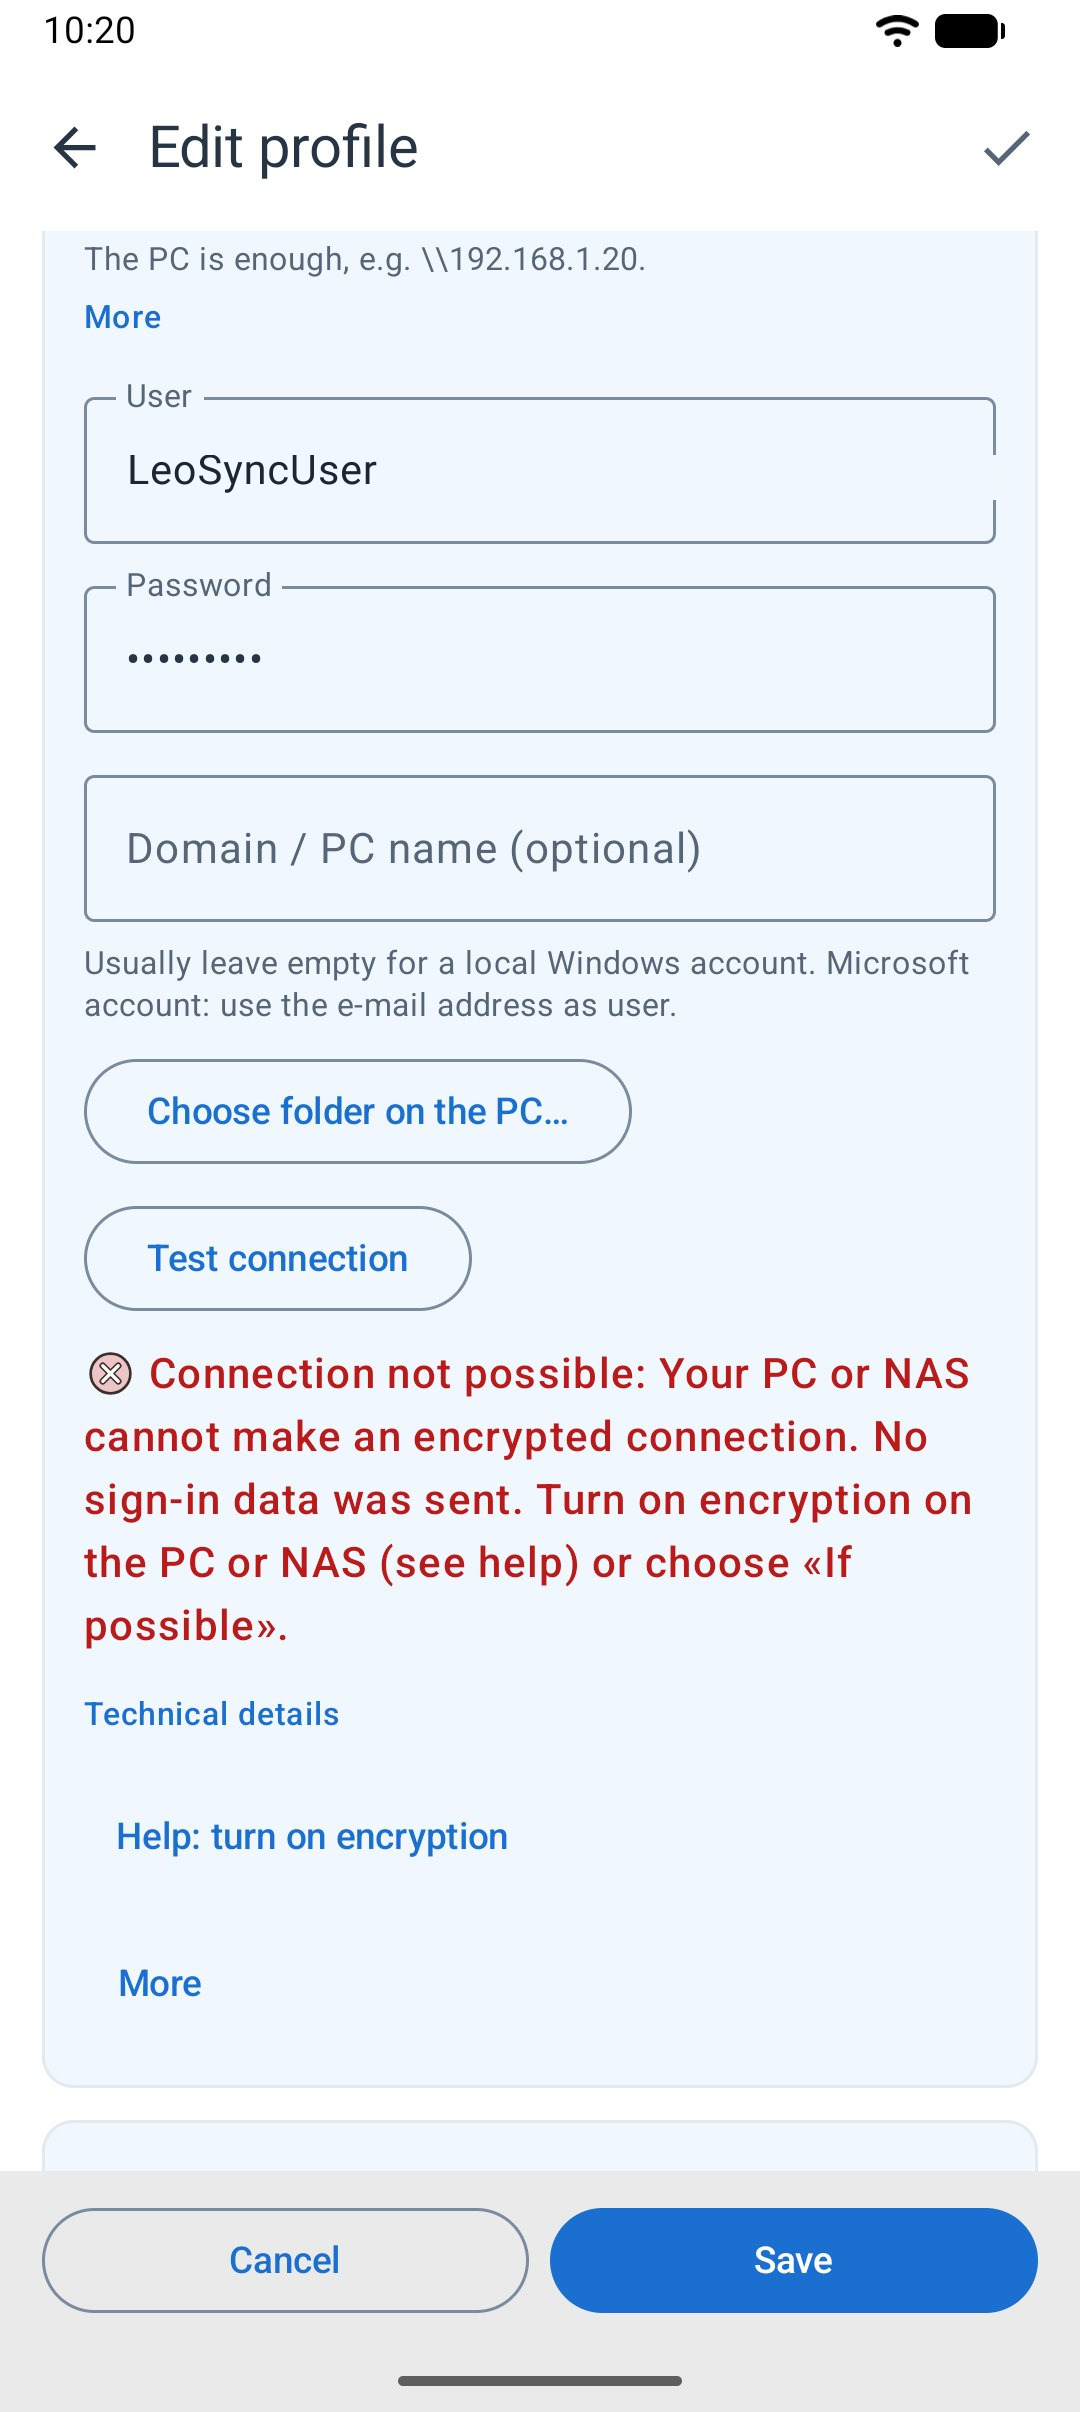 10:20
Edit profile
The PC is enough, e.g. \\192.168.1.20.
More
User
LeoSyncUser
Password
•••••••••
Domain / PC name (optional)
Usually leave empty for a local Windows account. Microsoft
account: use the e-mail address as user.
Choose folder on the PC…
Test connection
Connection not possible: Your PC or NAS
cannot make an encrypted connection. No
sign-in data was sent. Turn on encryption on
the PC or NAS (see help) or choose «If
possible».
Technical details
Help: turn on encryption
More
Cancel
Save